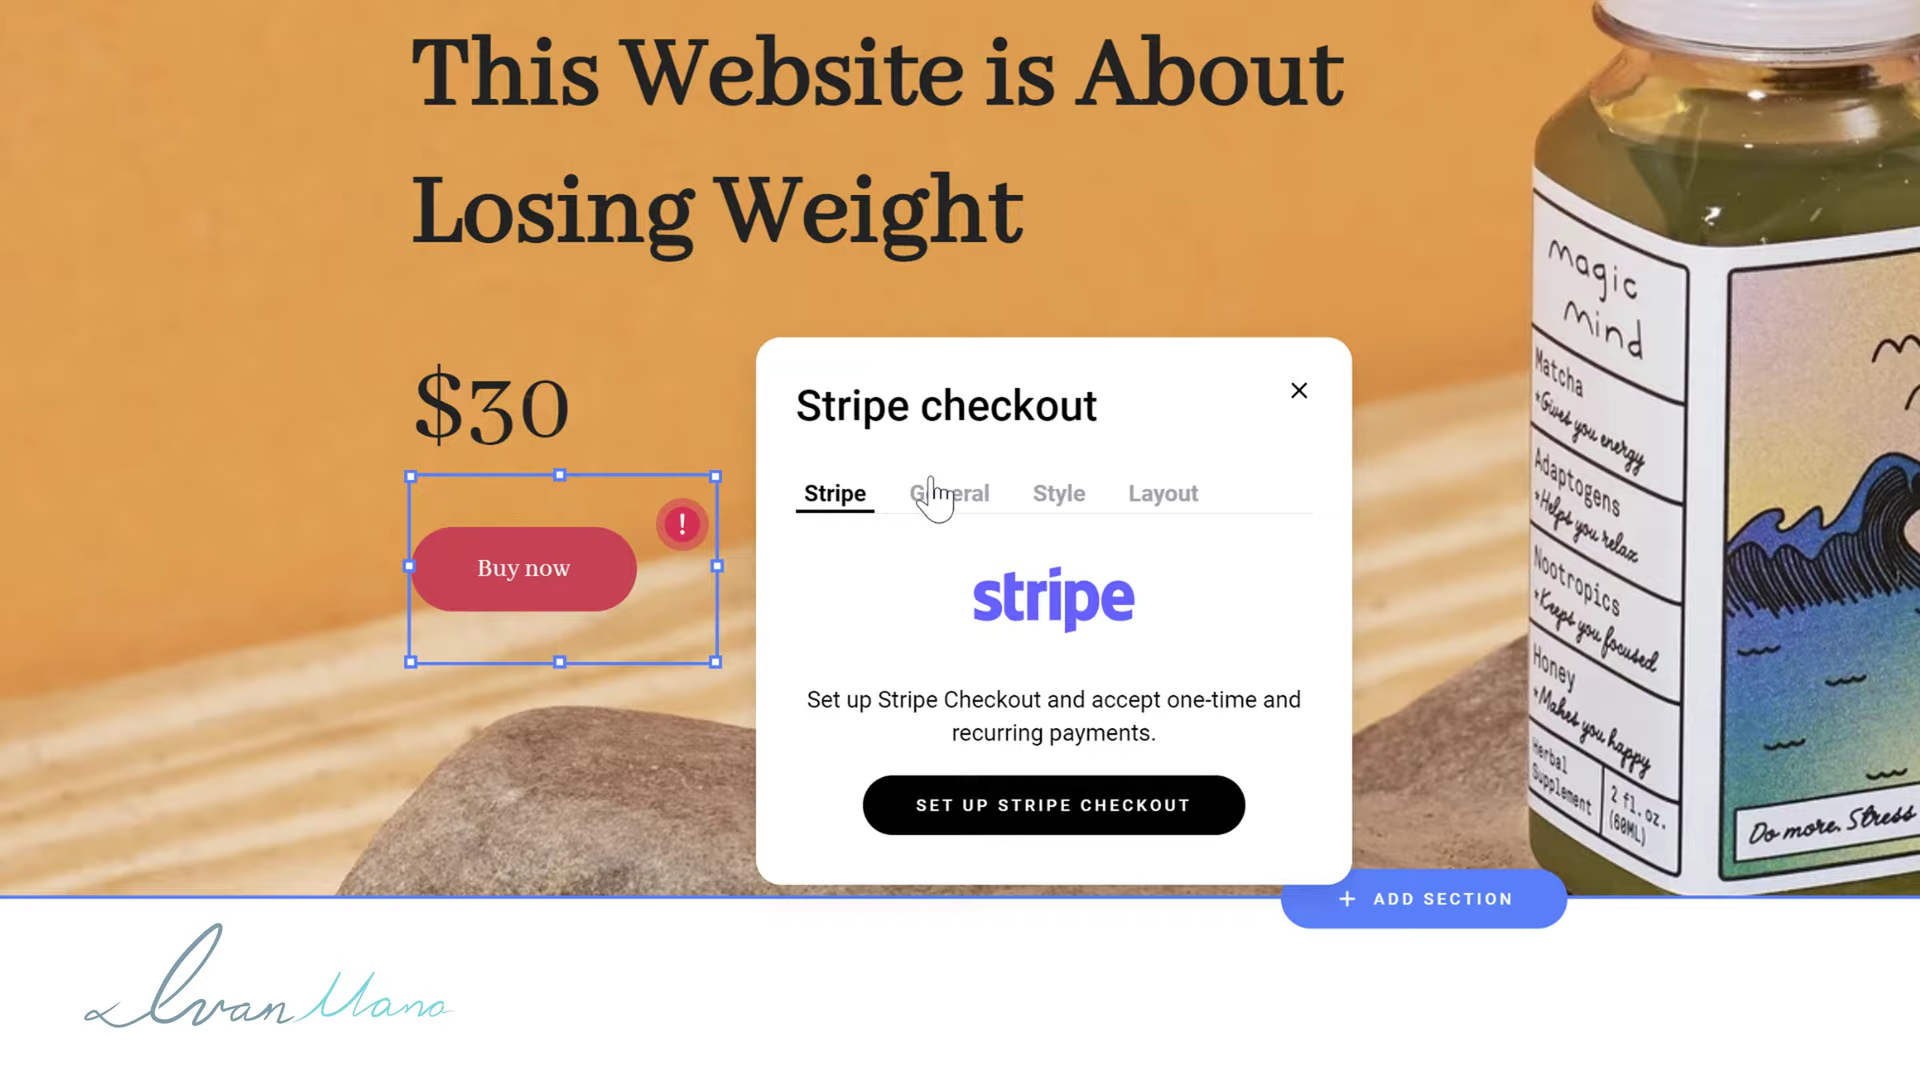 This Website is About
Losing Weight
$30
Buy now
!
Stripe checkout
Stripe General Style Layout
stripe
Set up Stripe Checkout and accept one-time and
recurring payments.
SET UP STRIPE CHECKOUT
+ ADD SECTION
magic
mind
Matcha
*Gives you energy
Adaptogens
*Helps you relax
Nootropics
*Keeps you focused
Honey
*Makes you happy
Herbal
Supplement
2 fl. oz.
(60ML)
Do more. Stress
Ivan Mana